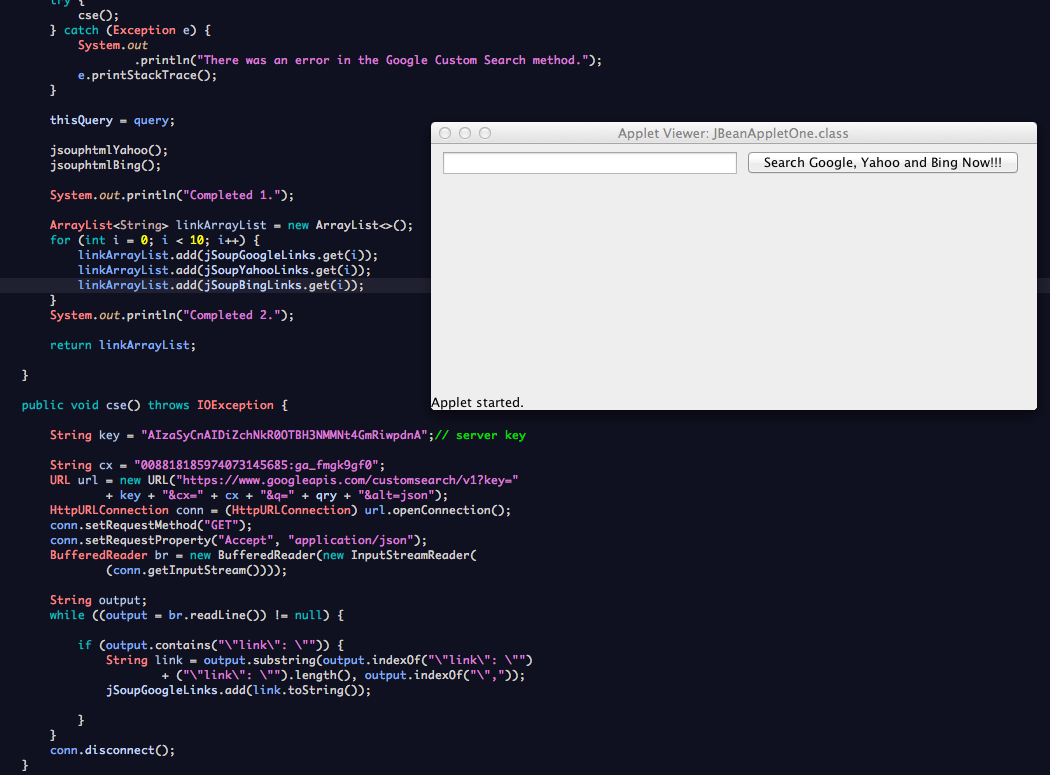 try {
cse();
} catch (Exception e) {
System.out
.println("There was an error in the Google Custom Search method.");
e.printStackTrace();
}
thisQuery = query;
jsouphtmlYahoo();
jsouphtmlBing();
System.out.println("Completed 1.");
ArrayList<String> linkArrayList = new ArrayList<>();
for (int i = 0; i < 10; i++) {
linkArrayList.add(jSoupGoogleLinks.get(i));
linkArrayList.add(jSoupYahooLinks.get(i));
linkArrayList.add(jSoupBingLinks.get(i));
}
System.out.println("Completed 2.");
return linkArrayList;
}
Applet Viewer: JBeanAppletOne.class
Search Google, Yahoo and Bing Now!!!
Applet started.
public void cse() throws IOException {
String key = "AIzaSyCnAIDiZchNkR0OTBH3NMMNt4GmRiwpdnA";// server key
String cx = "008818185974073145685:ga_fmgk9gf0";
URL url = new URL("https://www.googleapis.com/customsearch/v1?key="
+ key + "&cx=" + cx + "&q=" + qry + "&alt=json");
HttpURLConnection conn = (HttpURLConnection) url.openConnection();
conn.setRequestMethod("GET");
conn.setRequestProperty("Accept", "application/json");
BufferedReader br = new BufferedReader(new InputStreamReader(
(conn.getInputStream())));
String output;
while ((output = br.readLine()) != null) {
if (output.contains("\"link\": \"")) {
String link = output.substring(output.indexOf("\"link\": \"")
+ ("\"link\": \"").length(), output.indexOf("\","));
jSoupGoogleLinks.add(link.toString());
}
}
conn.disconnect();
}